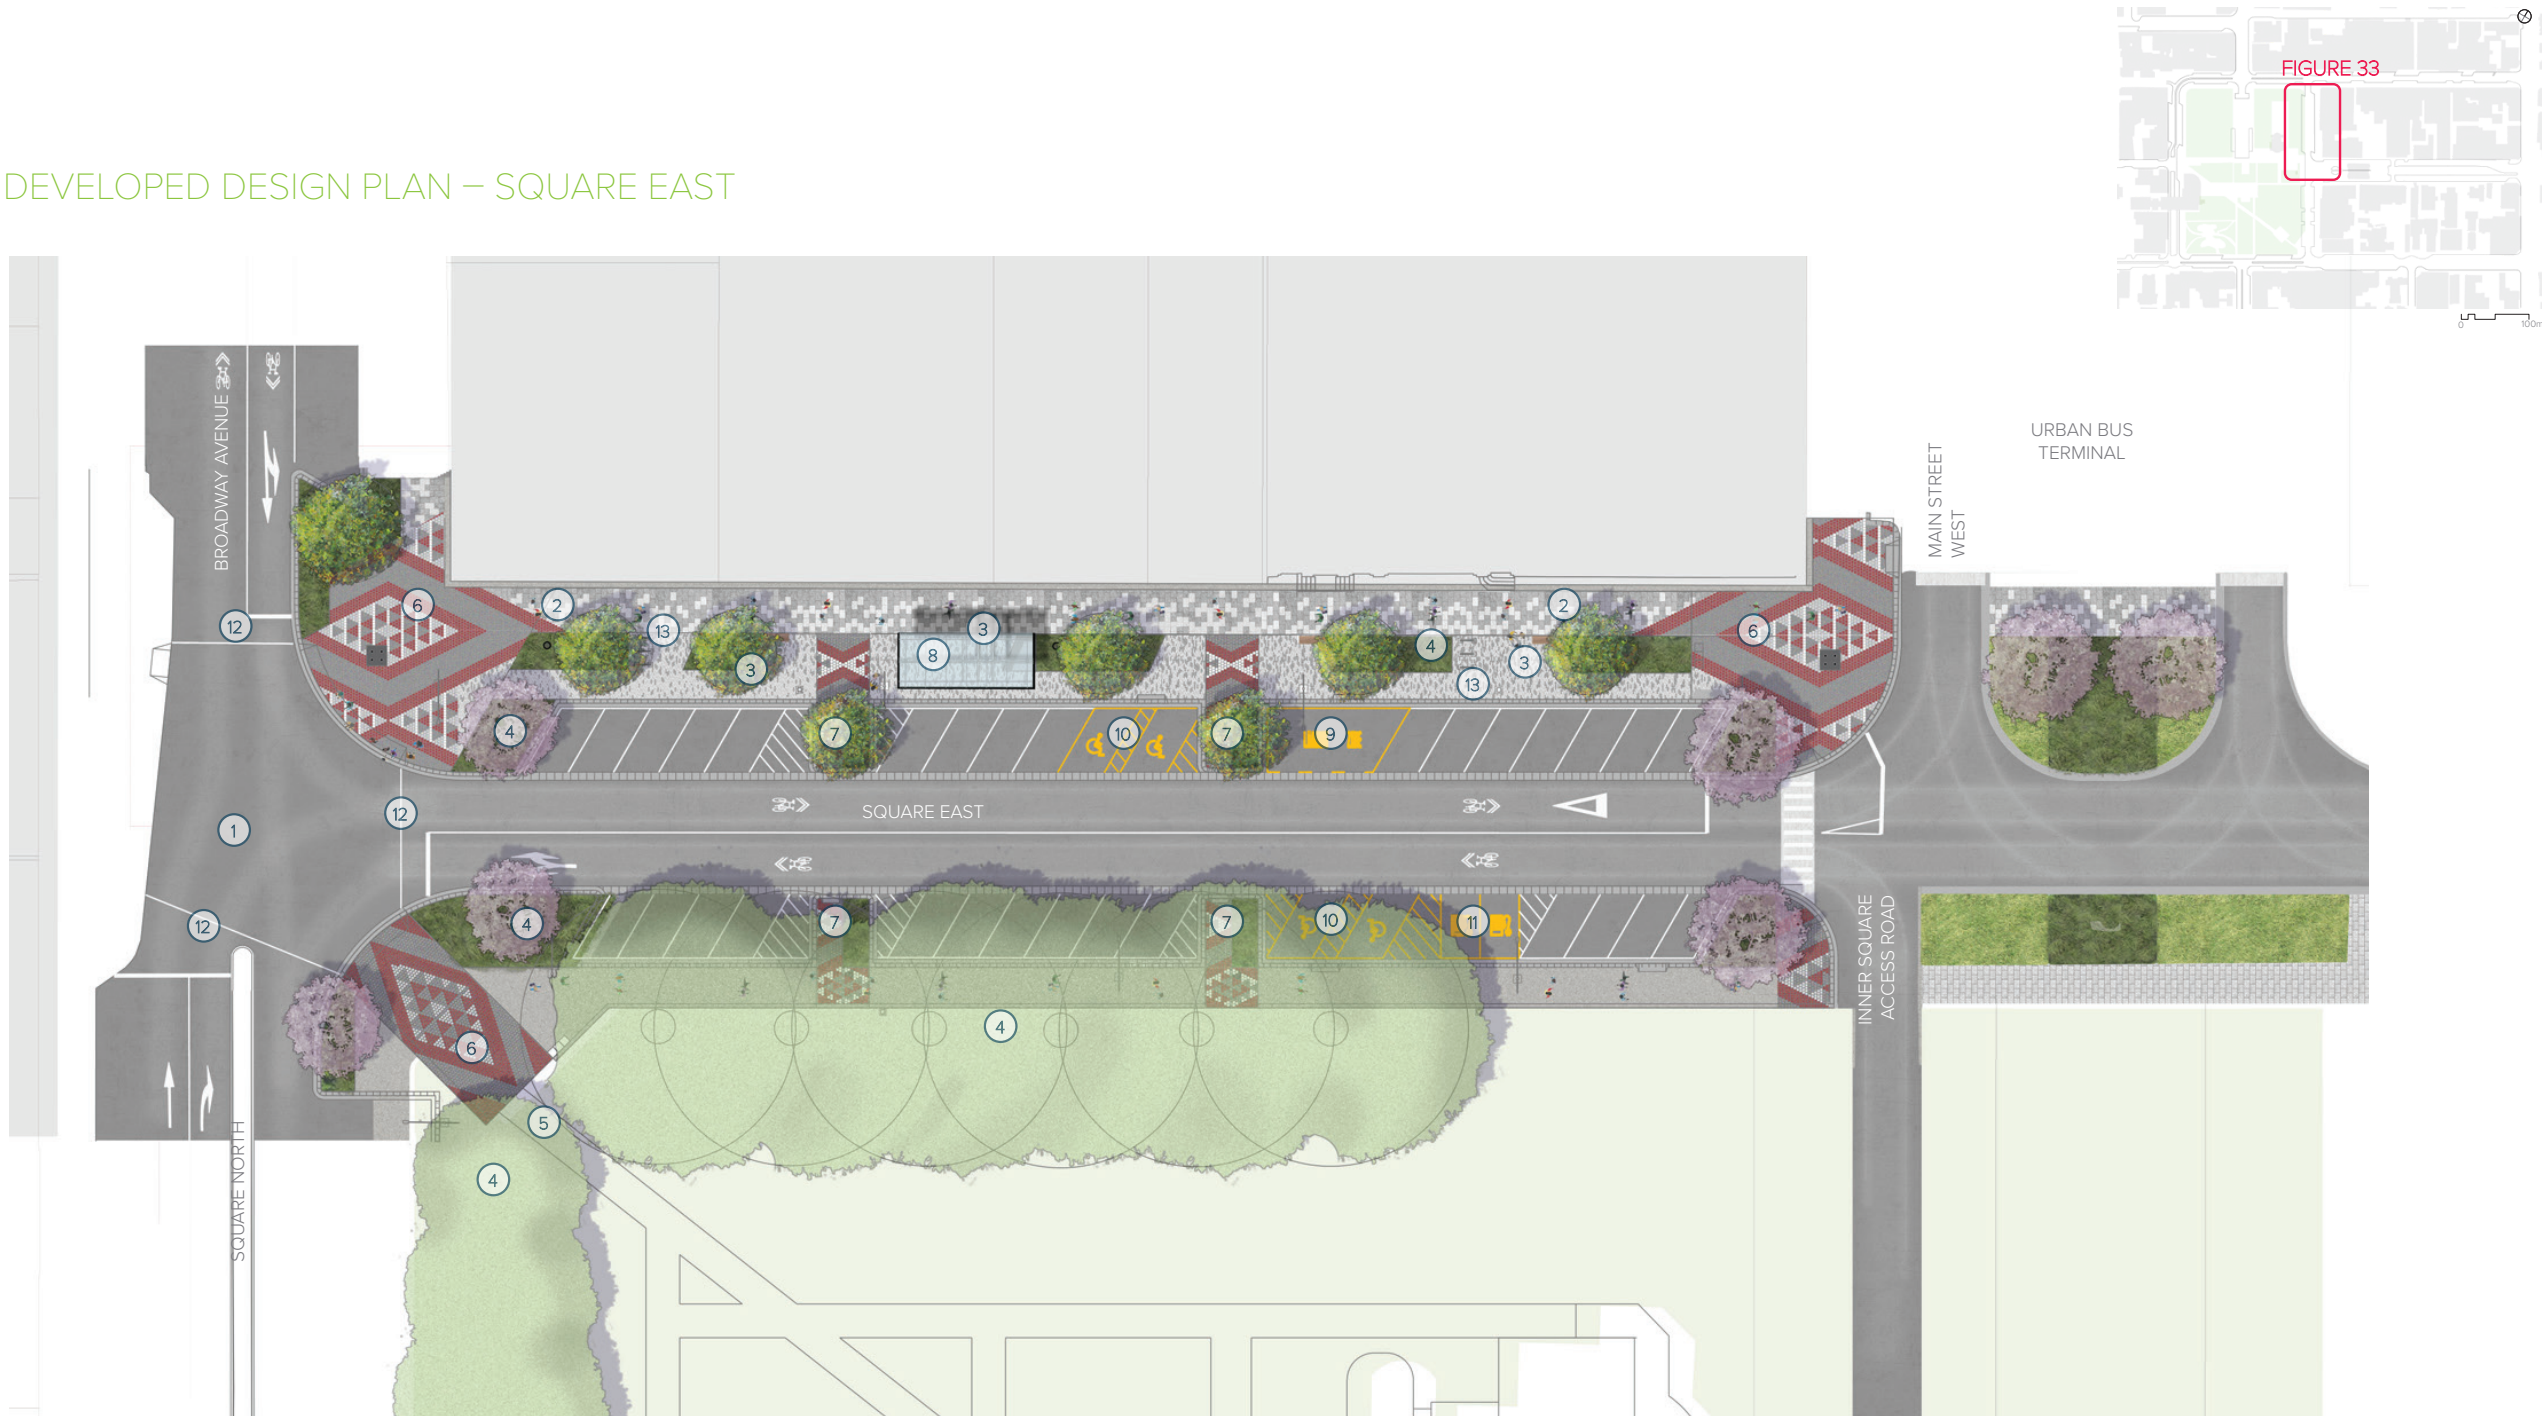 FIGURE 33
0
100m
DEVELOPED DESIGN PLAN – SQUARE EAST
BROADWAY AVENUE
MAIN STREET
WEST
URBAN BUS
TERMINAL
6
2
2
12
13
3
4
6
8
3
3
13
4
7
10
7
9
SQUARE EAST
12
1
12
4
7
7
10
11
INNER SQUARE
ACCESS ROAD
6
4
5
4
SQUARE NORTH